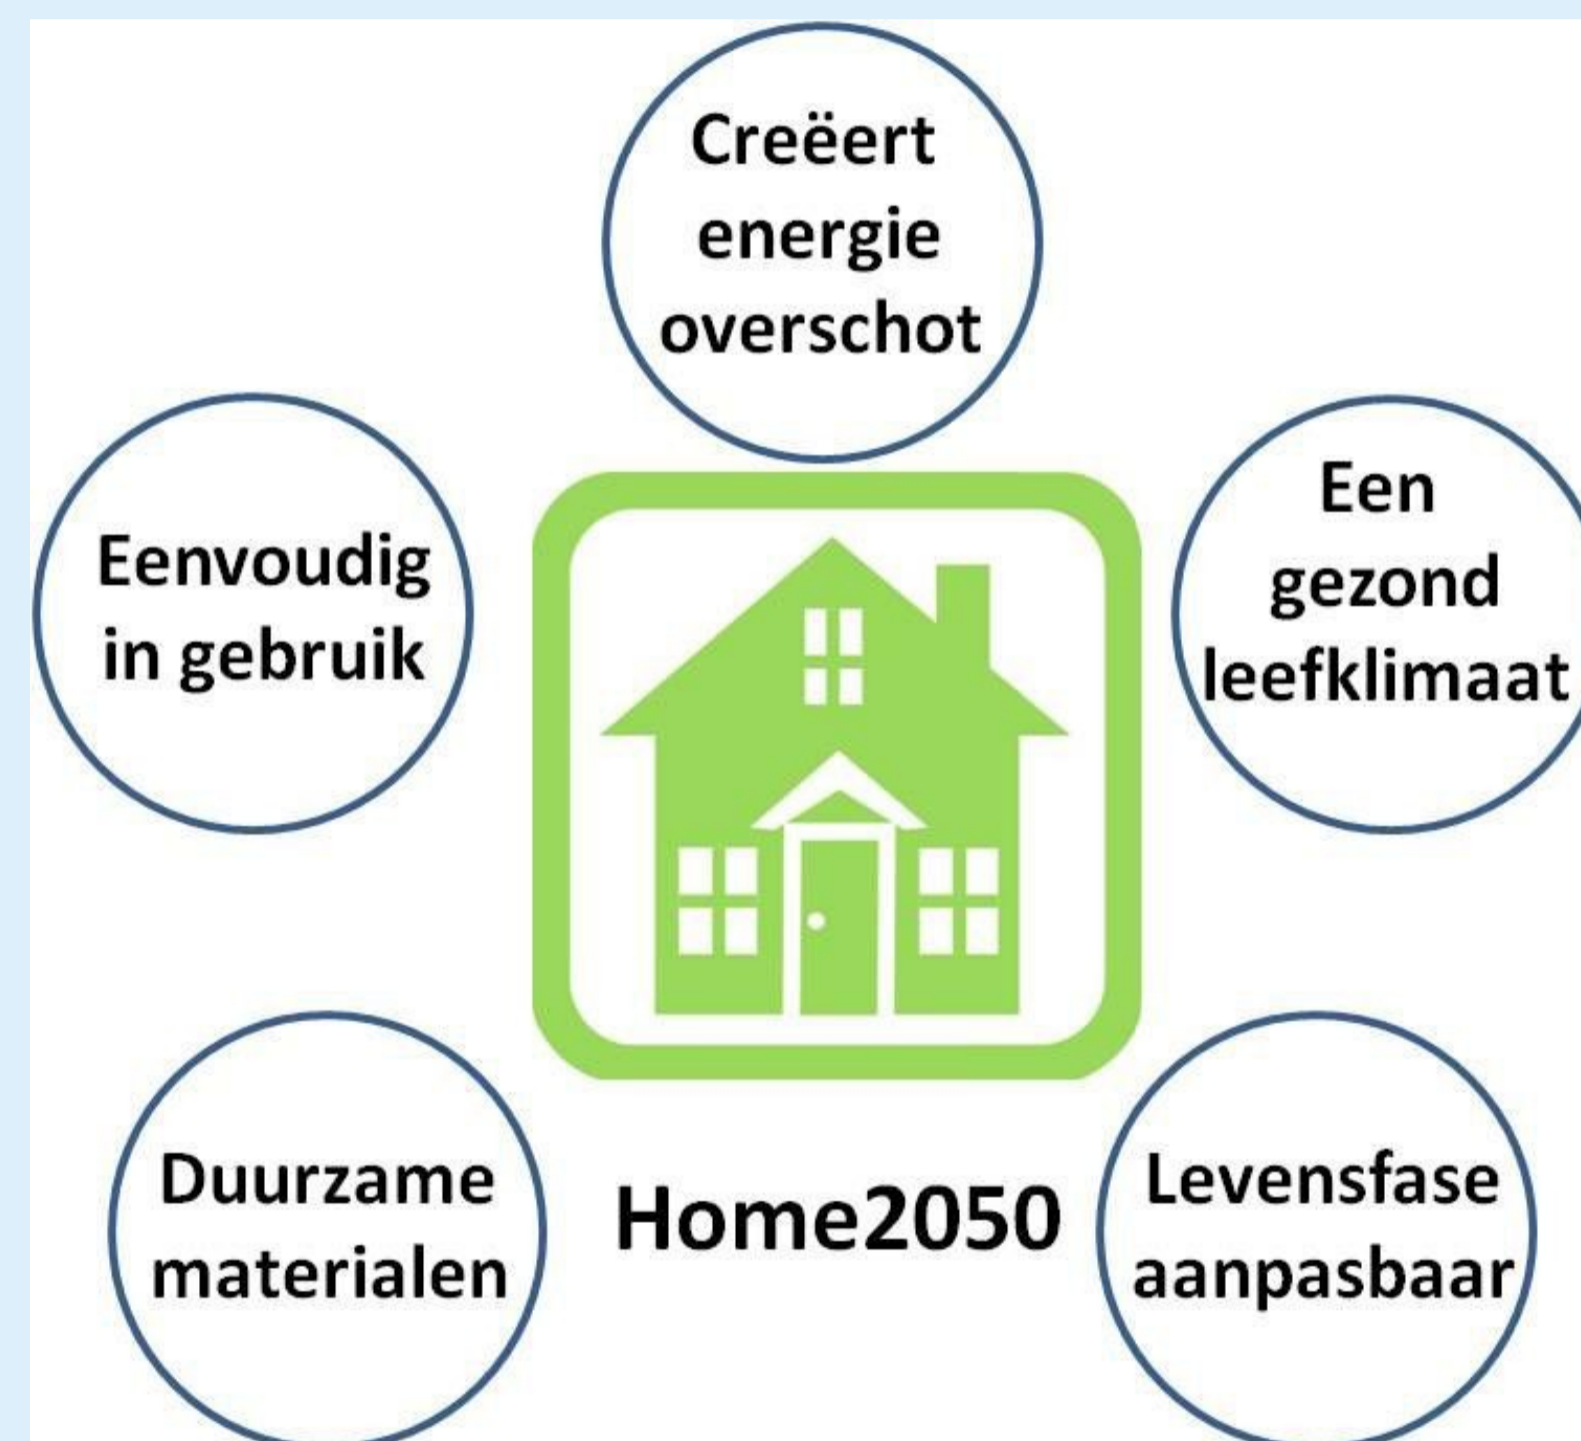 Creëert
energie
overschot
Eenvoudig
in gebruik
Een
gezond
leefklimaat
Duurzame
materialen
Home2050
Levensfase
aanpasbaar